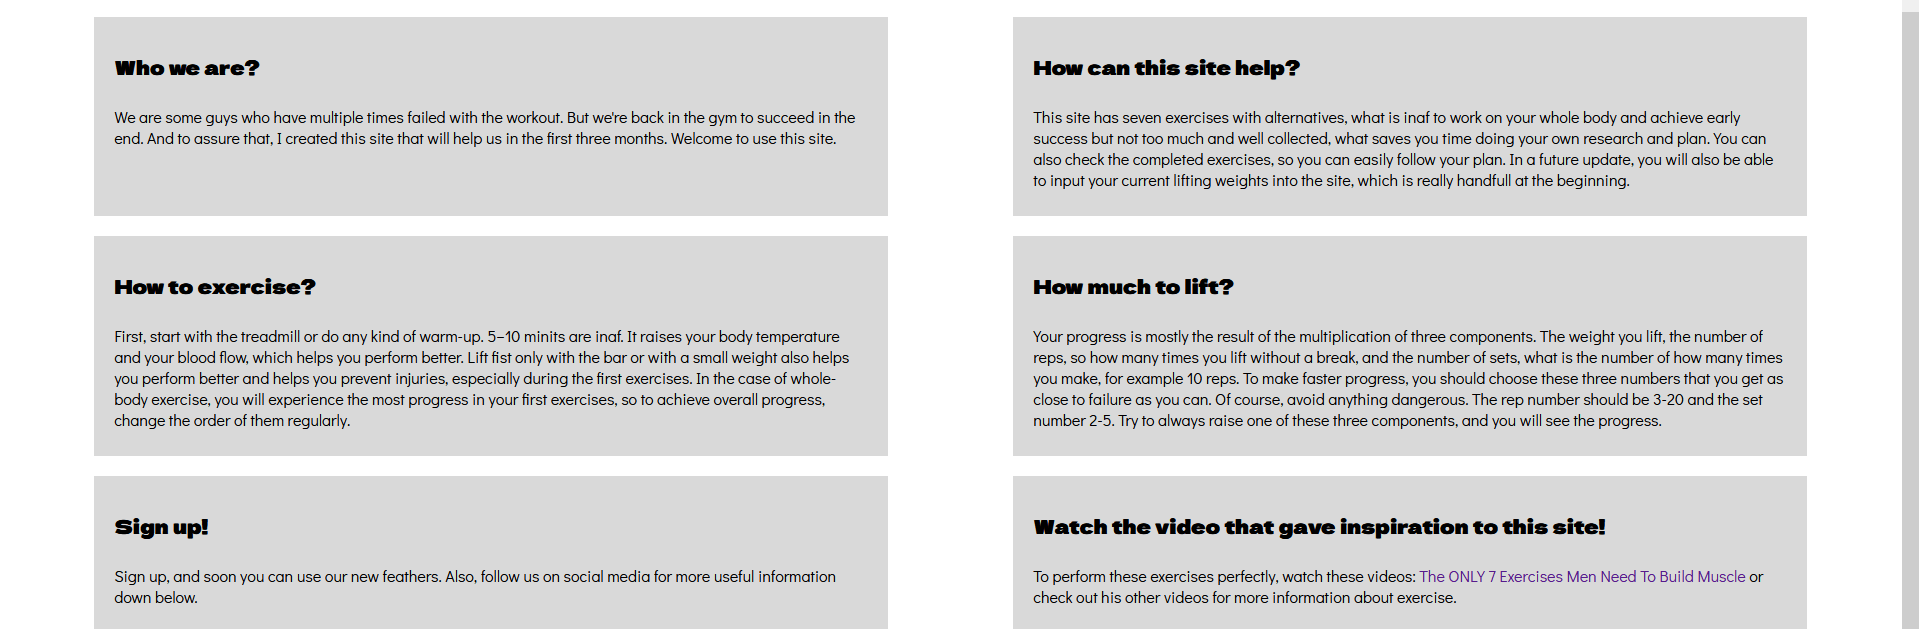 Who we are?
We are some guys who have multiple times failed with the workout. But we're back in the gym to succeed in the
end. And to assure that, I created this site that will help us in the first three months. Welcome to use this site.
How can this site help?
This site has seven exercises with alternatives, what is inaf to work on your whole body and achieve early
success but not too much and well collected, what saves you time doing your own research and plan. You can
also check the completed exercises, so you can easily follow your plan. In a future update, you will also be able
to input your current lifting weights into the site, which is really handfull at the beginning.
How to exercise?
First, start with the treadmill or do any kind of warm-up. 5–10 minits are inaf. It raises your body temperature
and your blood flow, which helps you perform better. Lift fist only with the bar or with a small weight also helps
you perform better and helps you prevent injuries, especially during the first exercises. In the case of whole-
body exercise, you will experience the most progress in your first exercises, so to achieve overall progress,
change the order of them regularly.
How much to lift?
Your progress is mostly the result of the multiplication of three components. The weight you lift, the number of
reps, so how many times you lift without a break, and the number of sets, what is the number of how many times
you make, for example 10 reps. To make faster progress, you should choose these three numbers that you get as
close to failure as you can. Of course, avoid anything dangerous. The rep number should be 3-20 and the set
number 2-5. Try to always raise one of these three components, and you will see the progress.
Sign up!
Sign up, and soon you can use our new feathers. Also, follow us on social media for more useful information
down below.
Watch the video that gave inspiration to this site!
To perform these exercises perfectly, watch these videos: The ONLY 7 Exercises Men Need To Build Muscle or
check out his other videos for more information about exercise.